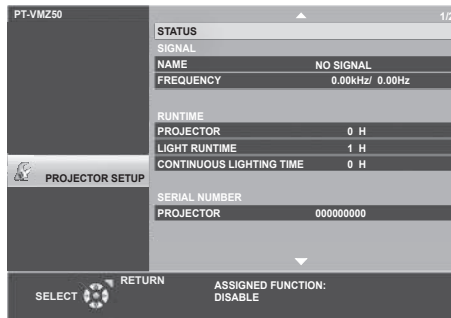 PT-VMZ50
1/2
STATUS
SIGNAL
NAME NO SIGNAL
FREQUENCY 0.00kHz/ 0.00Hz
RUNTIME
PROJECTOR 0 H
LIGHT RUNTIME 1 H
CONTINUOUS LIGHTING TIME 0 H
PROJECTOR SETUP
SERIAL NUMBER
PROJECTOR 000000000
SELECT
RETURN
ASSIGNED FUNCTION:
DISABLE